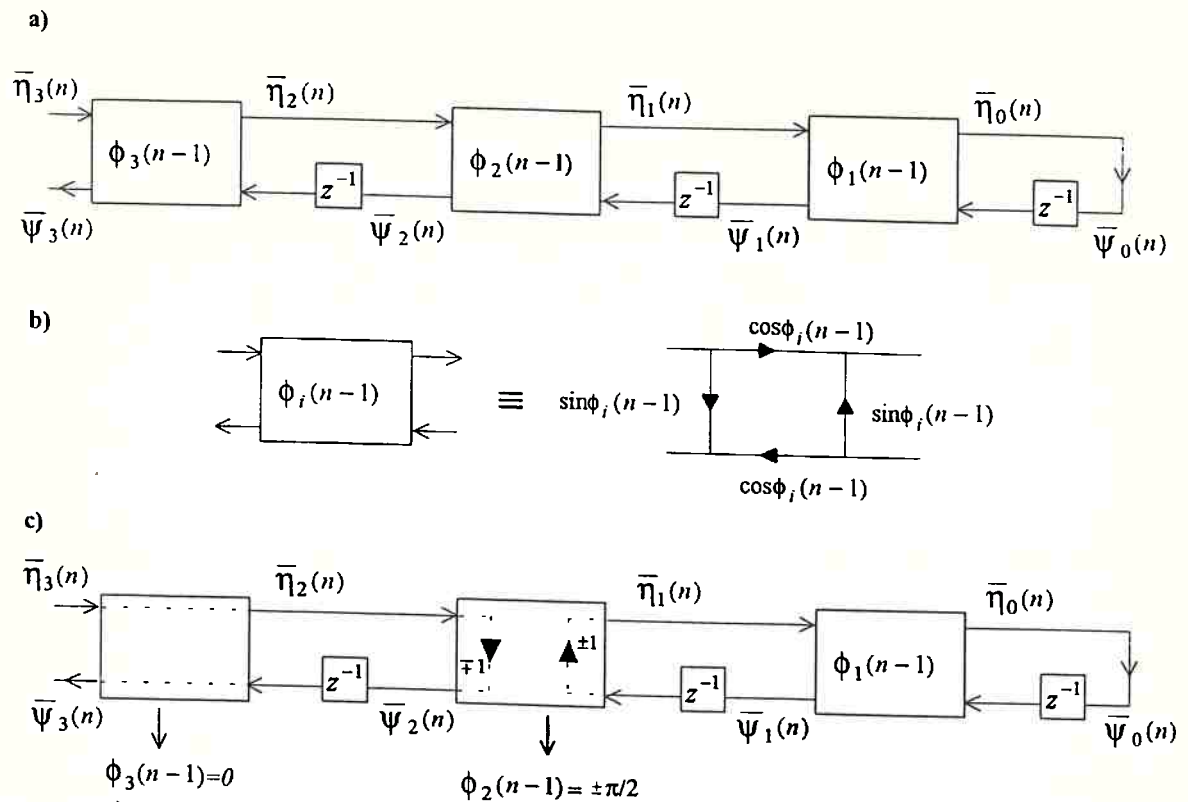 a)
η̅₃(n) η̅₂(n) η̅₁(n) η̅₀(n)
ϕ₃(n−1) ϕ₂(n−1) ϕ₁(n−1)
z⁻¹ z⁻¹ z⁻¹
ψ̅₃(n) ψ̅₂(n) ψ̅₁(n) ψ̅₀(n)
b)
cosϕᵢ(n−1)
ϕᵢ(n−1) ≡ sinϕᵢ(n−1) sinϕᵢ(n−1)
cosϕᵢ(n−1)
c)
η̅₃(n) η̅₂(n) η̅₁(n) η̅₀(n)
∓1 ±1 ϕ₁(n−1)
z⁻¹ z⁻¹ z⁻¹
ψ̅₃(n) ψ̅₂(n) ψ̅₁(n) ψ̅₀(n)
ϕ₃(n−1)=0 ϕ₂(n−1)= ±π/2